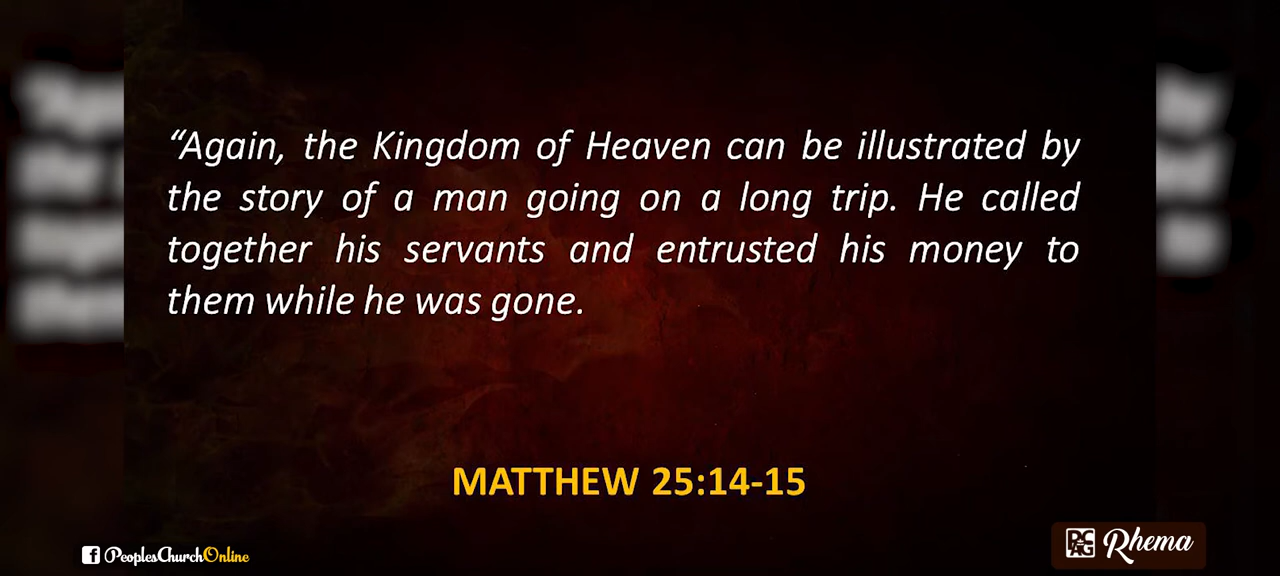 “Again, the Kingdom of Heaven can be illustrated by
the story of a man going on a long trip. He called
together his servants and entrusted his money to
them while he was gone.
MATTHEW 25:14-15
PeoplesChurchOnline
PC
AG
Rhema